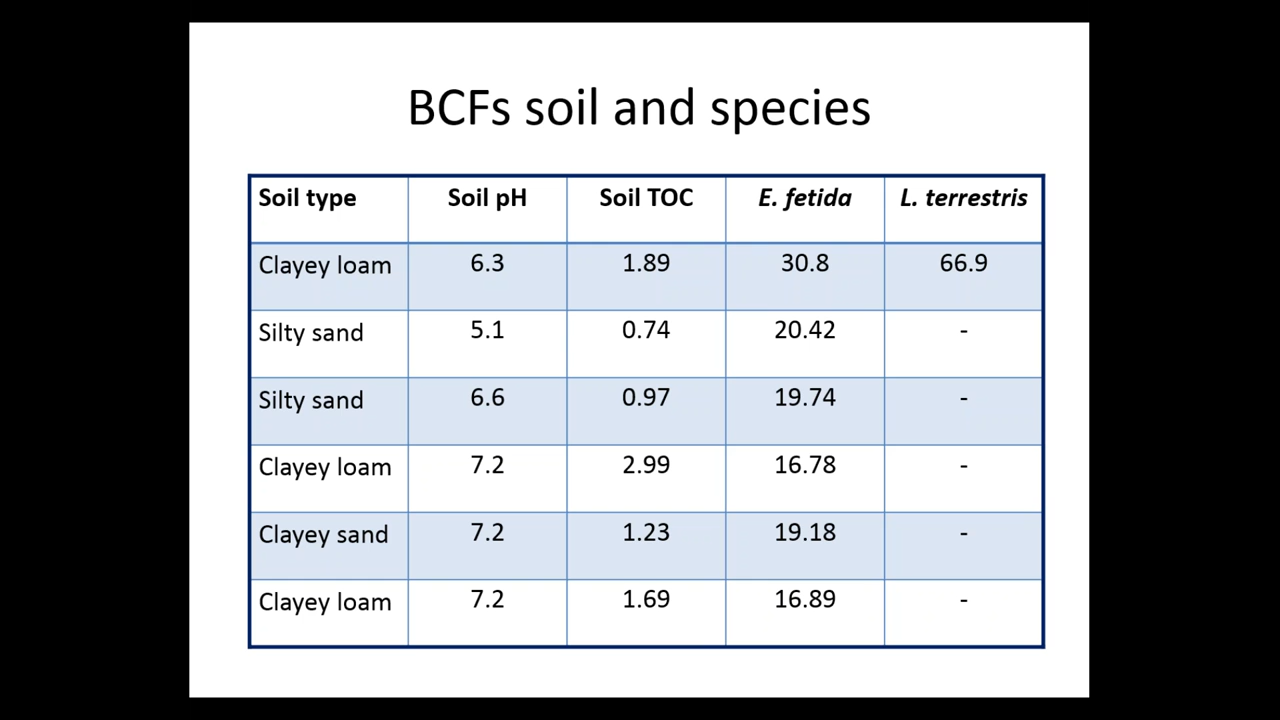 BCFs soil and species
Soil type Soil pH Soil TOC E. fetida L. terrestris
Clayey loam 6.3 1.89 30.8 66.9
Silty sand 5.1 0.74 20.42 -
Silty sand 6.6 0.97 19.74 -
Clayey loam 7.2 2.99 16.78 -
Clayey sand 7.2 1.23 19.18 -
Clayey loam 7.2 1.69 16.89 -